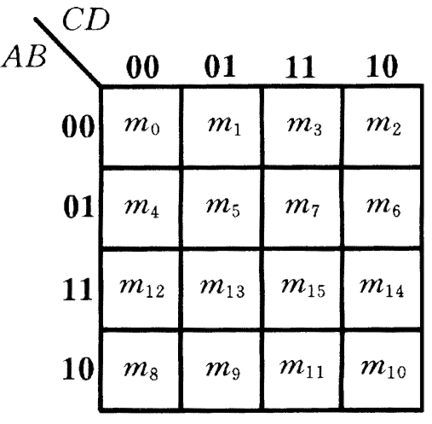 CD
AB
00 01 11 10
00 m₀ m₁ m₃ m₂
01 m₄ m₅ m₇ m₆
11 m₁₂ m₁₃ m₁₅ m₁₄
10 m₈ m₉ m₁₁ m₁₀